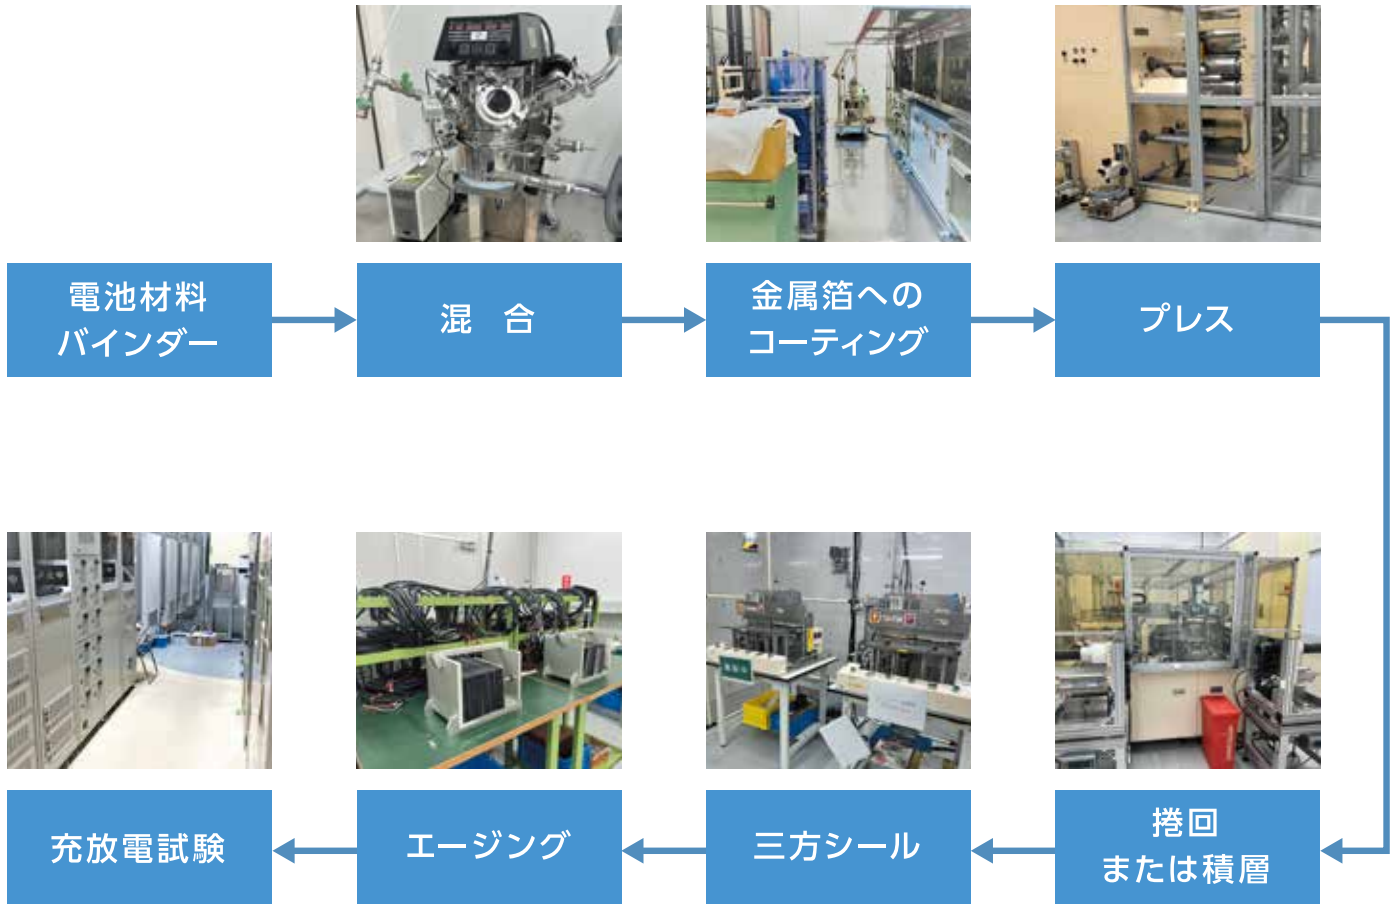 電池材料
バインダー
混　合
金属箔への
コーティング
プレス
捲回
または積層
三方シール
エージング
充放電試験